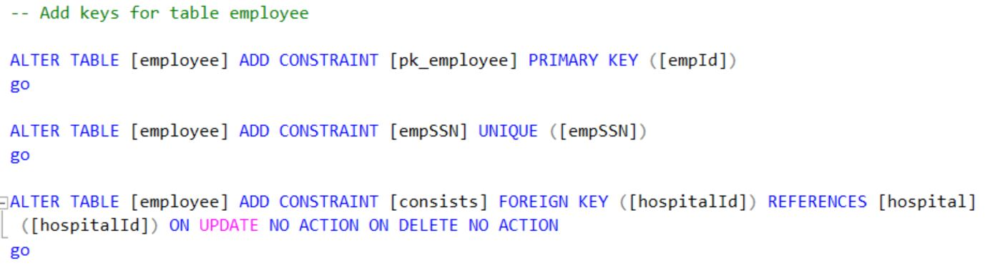 -- Add keys for table employee
ALTER TABLE [employee] ADD CONSTRAINT [pk_employee] PRIMARY KEY ([empId])
go
ALTER TABLE [employee] ADD CONSTRAINT [empSSN] UNIQUE ([empSSN])
go
ALTER TABLE [employee] ADD CONSTRAINT [consists] FOREIGN KEY ([hospitalId]) REFERENCES [hospital]
([hospitalId]) ON UPDATE NO ACTION ON DELETE NO ACTION
go